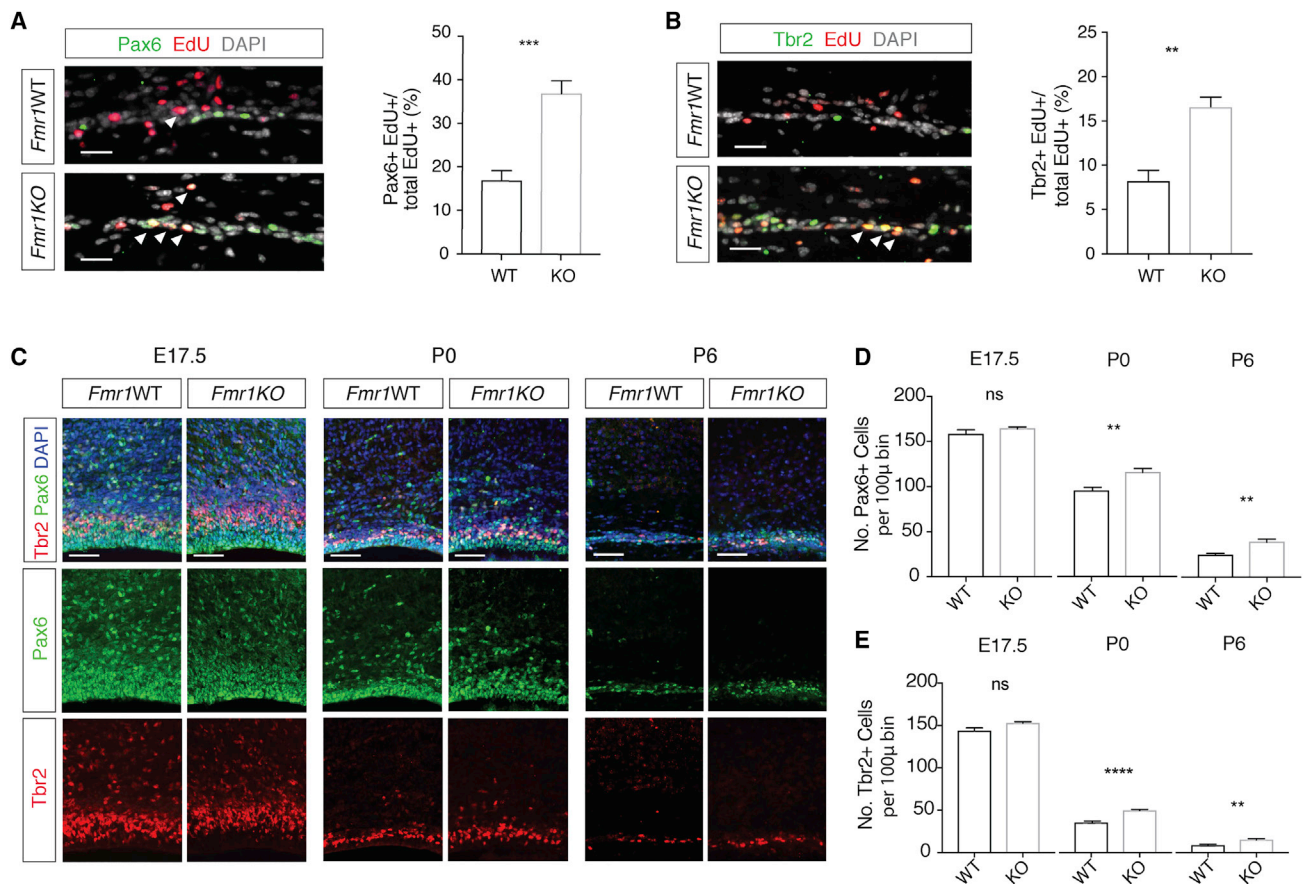 A
Pax6 EdU DAPI
Fmr1WT
Fmr1KO
Pax6+ EdU+/
total EdU+ (%)
50
40
30
20
10
0
***
WT KO
B
Tbr2 EdU DAPI
Fmr1WT
Fmr1KO
Tbr2+ EdU+/
total EdU+ (%)
25
20
15
10
5
0
**
WT KO
C
E17.5 P0 P6
Fmr1WT Fmr1KO Fmr1WT Fmr1KO Fmr1WT Fmr1KO
Tbr2 Pax6 DAPI
Pax6
Tbr2
D
E17.5 P0 P6
No. Pax6+ Cells
per 100µ bin
200
150
100
50
0
ns ** **
WT KO WT KO WT KO
E
E17.5 P0 P6
No. Tbr2+ Cells
per 100µ bin
200
150
100
50
0
ns **** **
WT KO WT KO WT KO